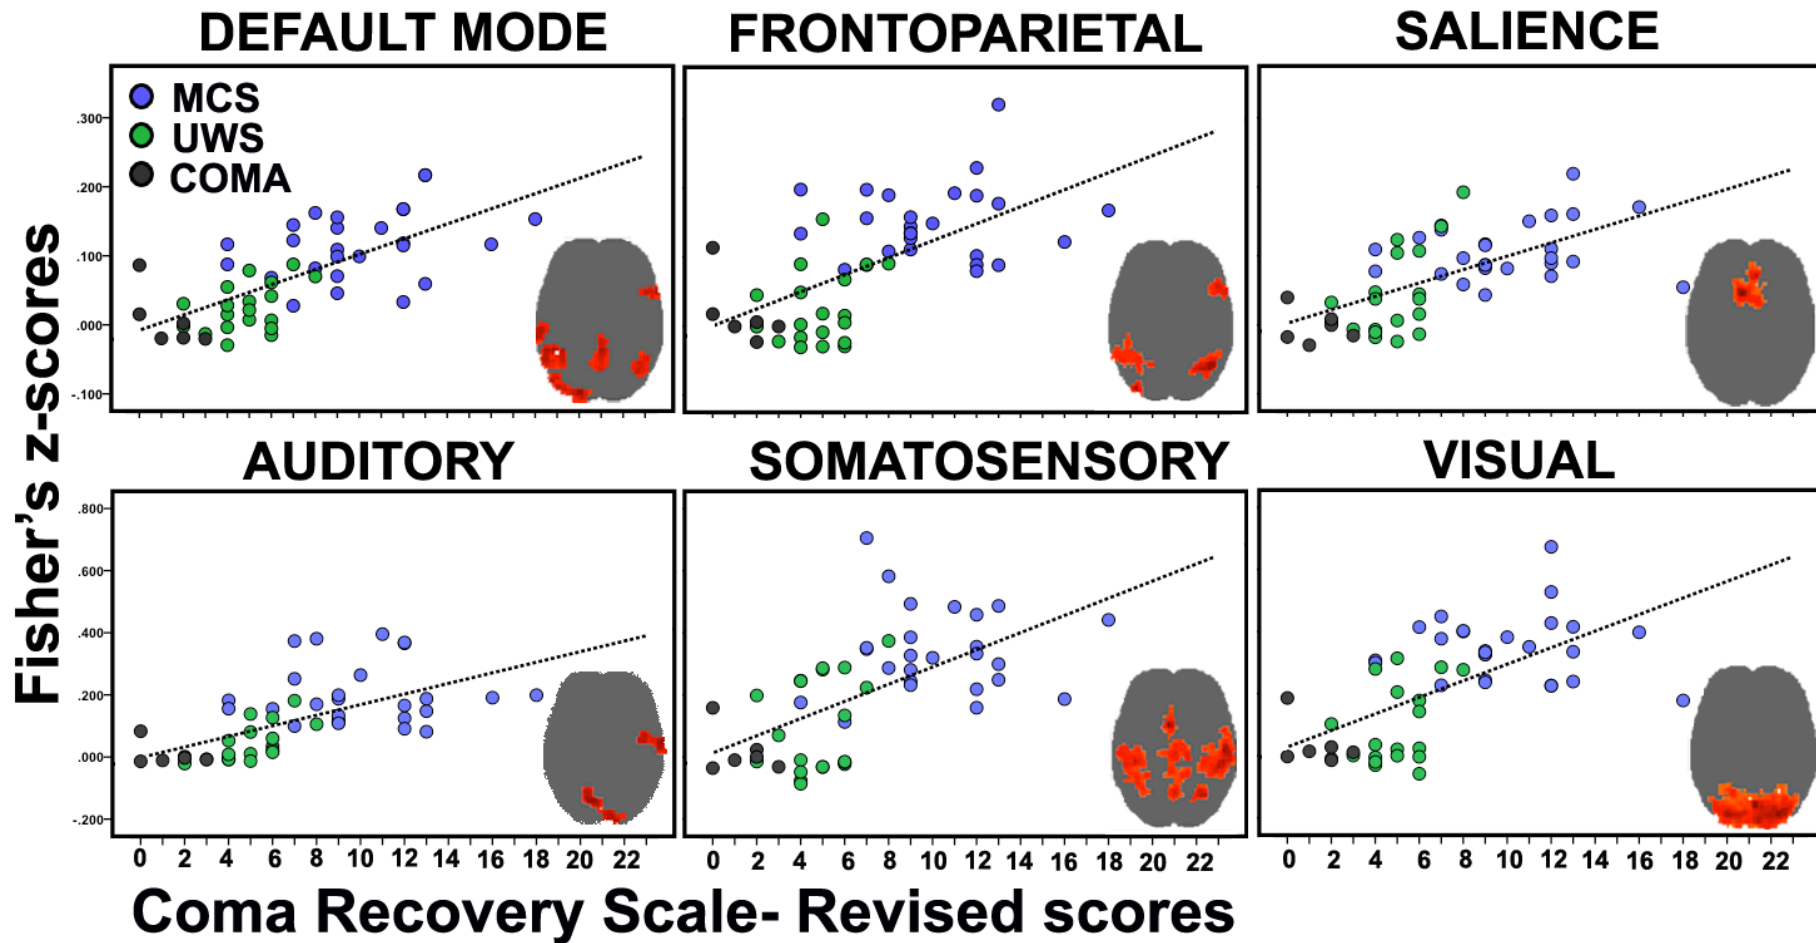 DEFAULT MODE
FRONTOPARIETAL
SALIENCE
MCS
UWS
COMA
.300
.200
.100
.000
-.100
Fisher's z-scores
AUDITORY
SOMATOSENSORY
VISUAL
.800
.600
.400
.200
.000
-.200
0 2 4 6 8 10 12 14 16 18 20 22
0 2 4 6 8 10 12 14 16 18 20 22
0 2 4 6 8 10 12 14 16 18 20 22
Coma Recovery Scale- Revised scores